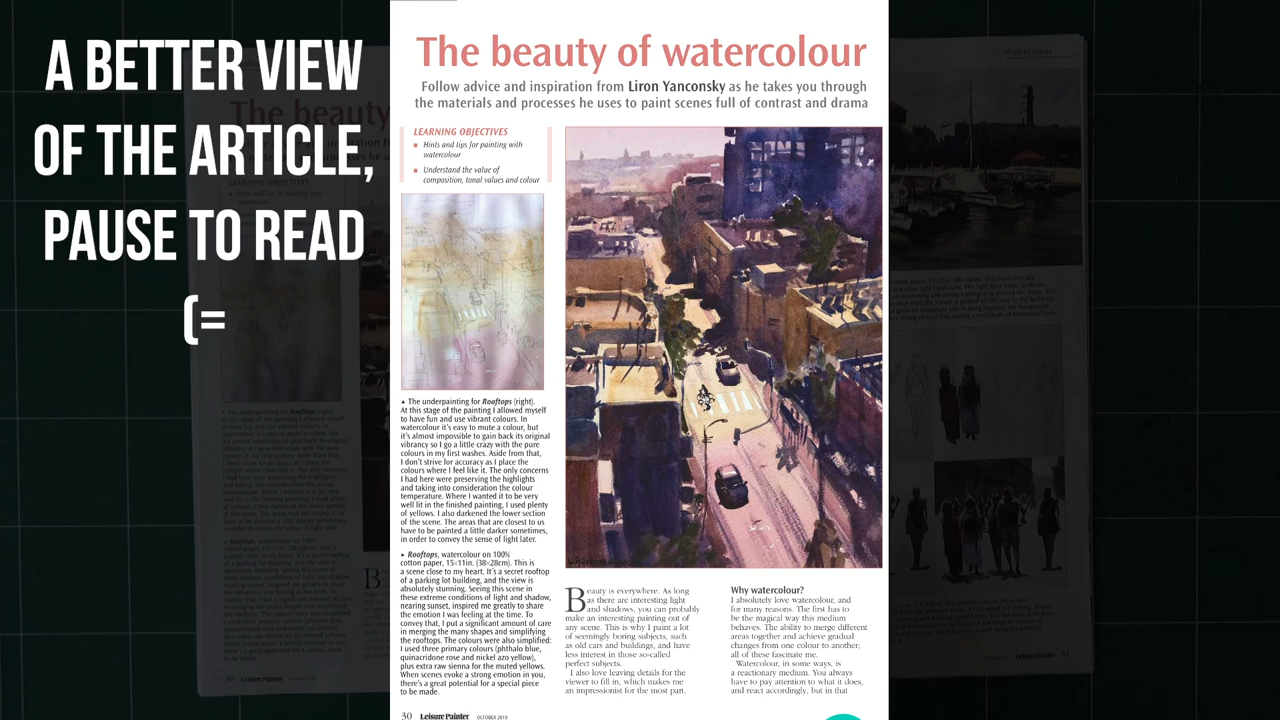 A BETTER VIEW
OF THE ARTICLE,
PAUSE TO READ
(=
The beauty of watercolour
Follow advice and inspiration from Liron Yanconsky as he takes you through
the materials and processes he uses to paint scenes full of contrast and drama
LEARNING OBJECTIVES
■ Hints and tips for painting with
watercolour
■ Understand the value of
composition, tonal values and colour
▲ The underpainting for Rooftops (right).
At this stage of the painting I allowed myself
to have fun and use vibrant colours. In
watercolour it's easy to mute a colour, but
it's almost impossible to gain back its original
vibrancy so I go a little crazy with the pure
colours in my first washes. Aside from that,
I don't strive for accuracy as I place the
colours where I feel like it. The only concerns
I had here were preserving the highlights
and taking into consideration the colour
temperature. Where I wanted it to be very
well lit in the finished painting, I used plenty
of yellows. I also darkened the lower section
of the scene. The areas that are closest to us
have to be painted a little darker sometimes,
in order to convey the sense of light later.
► Rooftops, watercolour on 100%
cotton paper, 15×11in. (38×28cm). This is
a scene close to my heart. It's a secret rooftop
of a parking lot building, and the view is
absolutely stunning. Seeing this scene in
these extreme conditions of light and shadow,
nearing sunset, inspired me greatly to share
the emotion I was feeling at the time. To
convey that, I put a significant amount of care
in merging the many shapes and simplifying
the rooftops. The colours were also simplified:
I used three primary colours (phthalo blue,
quinacridone rose and nickel azo yellow),
plus extra raw sienna for the muted yellows.
When scenes evoke a strong emotion in you,
there's a great potential for a special piece
to be made.
Beauty is everywhere. As long
as there are interesting light
and shadows, you can probably
make an interesting painting out of
any scene. This is why I paint a lot
of seemingly boring subjects, such
as old cars and buildings, and have
less interest in those so-called
perfect subjects.
I also love leaving details for the
viewer to fill in, which makes me
an impressionist for the most part.
Why watercolour?
I absolutely love watercolour, and
for many reasons. The first has to
be the magical way this medium
behaves. The ability to merge different
areas together and achieve gradual
changes from one colour to another;
all of these fascinate me.
Watercolour, in some ways, is
a reactionary medium. You always
have to pay attention to what it does,
and react accordingly, but in that
30 Leisure Painter OCTOBER 2019